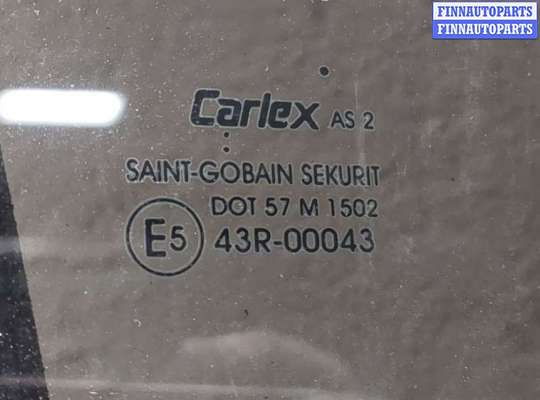 FINNAUTOPARTS
FINNAUTOPARTS
Carlex AS 2
SAINT-GOBAIN SEKURIT
DOT 57 M 1502
E5 43R-00043